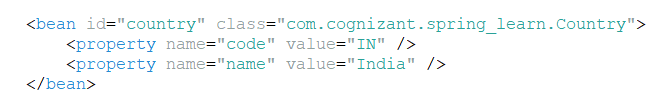 <bean id="country" class="com.cognizant.spring_learn.Country">
    <property name="code" value="IN" />
    <property name="name" value="India" />
</bean>